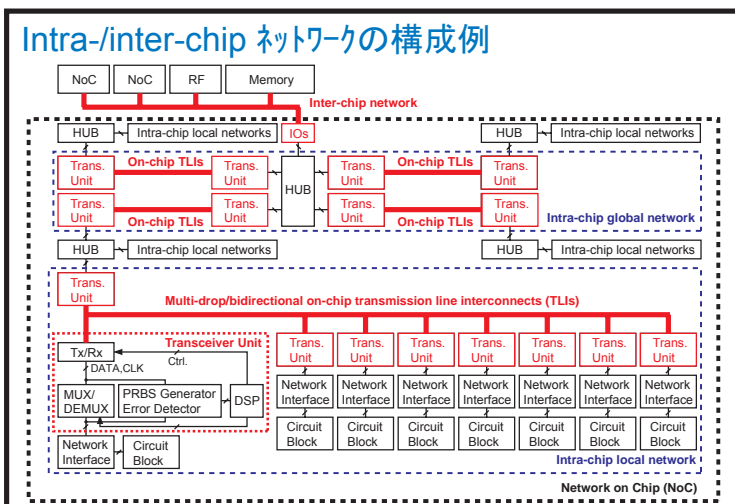 Intra-/inter-chip ネットワークの構成例
NoC
NoC
RF
Memory
Inter-chip network
HUB
Intra-chip local networks
IOs
HUB
Intra-chip local networks
Trans. Unit
On-chip TLIs
Trans. Unit
HUB
Trans. Unit
On-chip TLIs
Trans. Unit
Trans. Unit
On-chip TLIs
Trans. Unit
Trans. Unit
On-chip TLIs
Trans. Unit
Intra-chip global network
HUB
Intra-chip local networks
HUB
Intra-chip local networks
Trans. Unit
Multi-drop/bidirectional on-chip transmission line interconnects (TLIs)
Transceiver Unit
Tx/Rx
Ctrl.
DATA,CLK
MUX/
DEMUX
PRBS Generator
Error Detector
DSP
Network
Interface
Circuit
Block
Trans. Unit
Trans. Unit
Trans. Unit
Trans. Unit
Trans. Unit
Trans. Unit
Trans. Unit
Network Interface
Network Interface
Network Interface
Network Interface
Network Interface
Network Interface
Network Interface
Circuit Block
Circuit Block
Circuit Block
Circuit Block
Circuit Block
Circuit Block
Circuit Block
Intra-chip local network
Network on Chip (NoC)